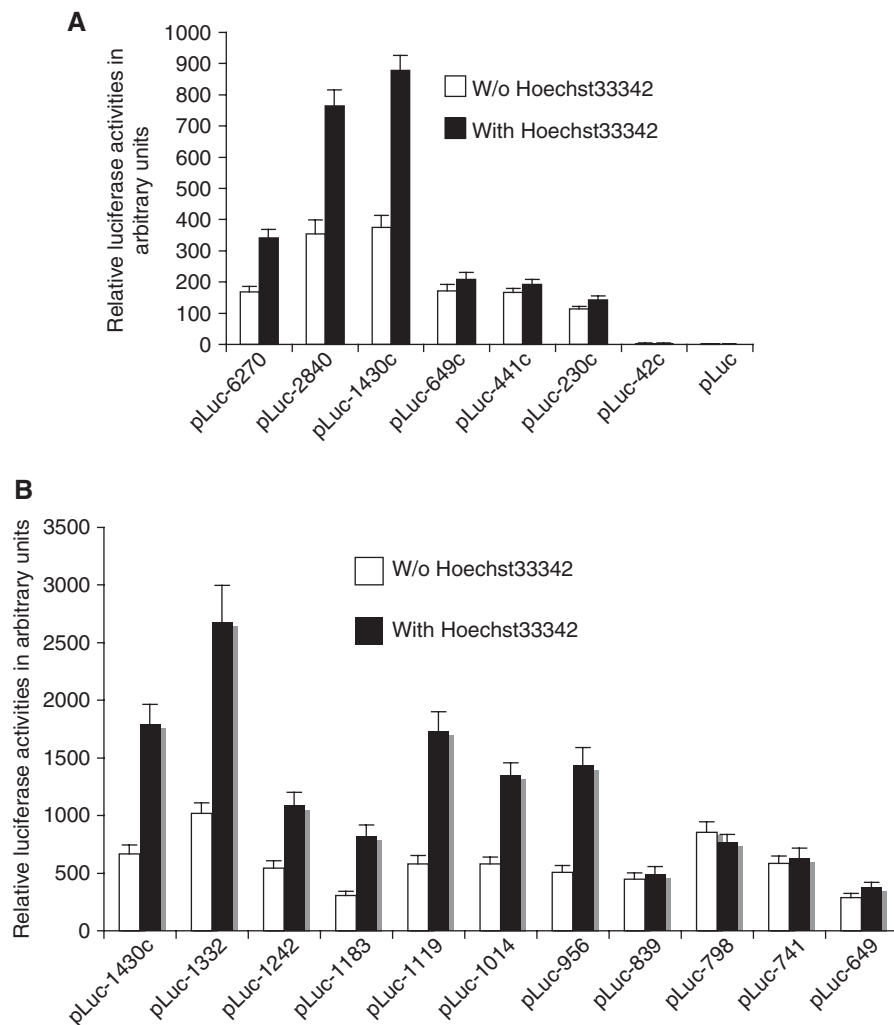 A
Relative luciferase activities in
arbitrary units
1000
900
800
700
600
500
400
300
200
100
0
W/o Hoechst33342
With Hoechst33342
pLuc-6270
pLuc-2840
pLuc-1430c
pLuc-649c
pLuc-441c
pLuc-230c
pLuc-42c
pLuc
B
Relative luciferase activities in arbitrary units
3500
3000
2500
2000
1500
1000
500
0
W/o Hoechst33342
With Hoechst33342
pLuc-1430c
pLuc-1332
pLuc-1242
pLuc-1183
pLuc-1119
pLuc-1014
pLuc-956
pLuc-839
pLuc-798
pLuc-741
pLuc-649